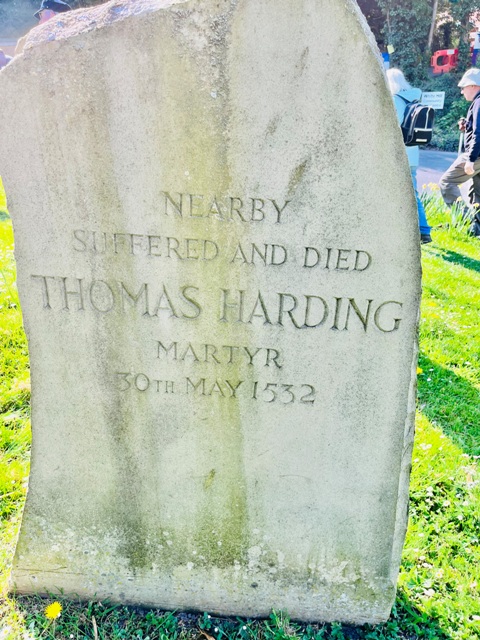 NEARBY
SUFFERED AND DIED
THOMAS HARDING
MARTYR
30TH MAY 1532